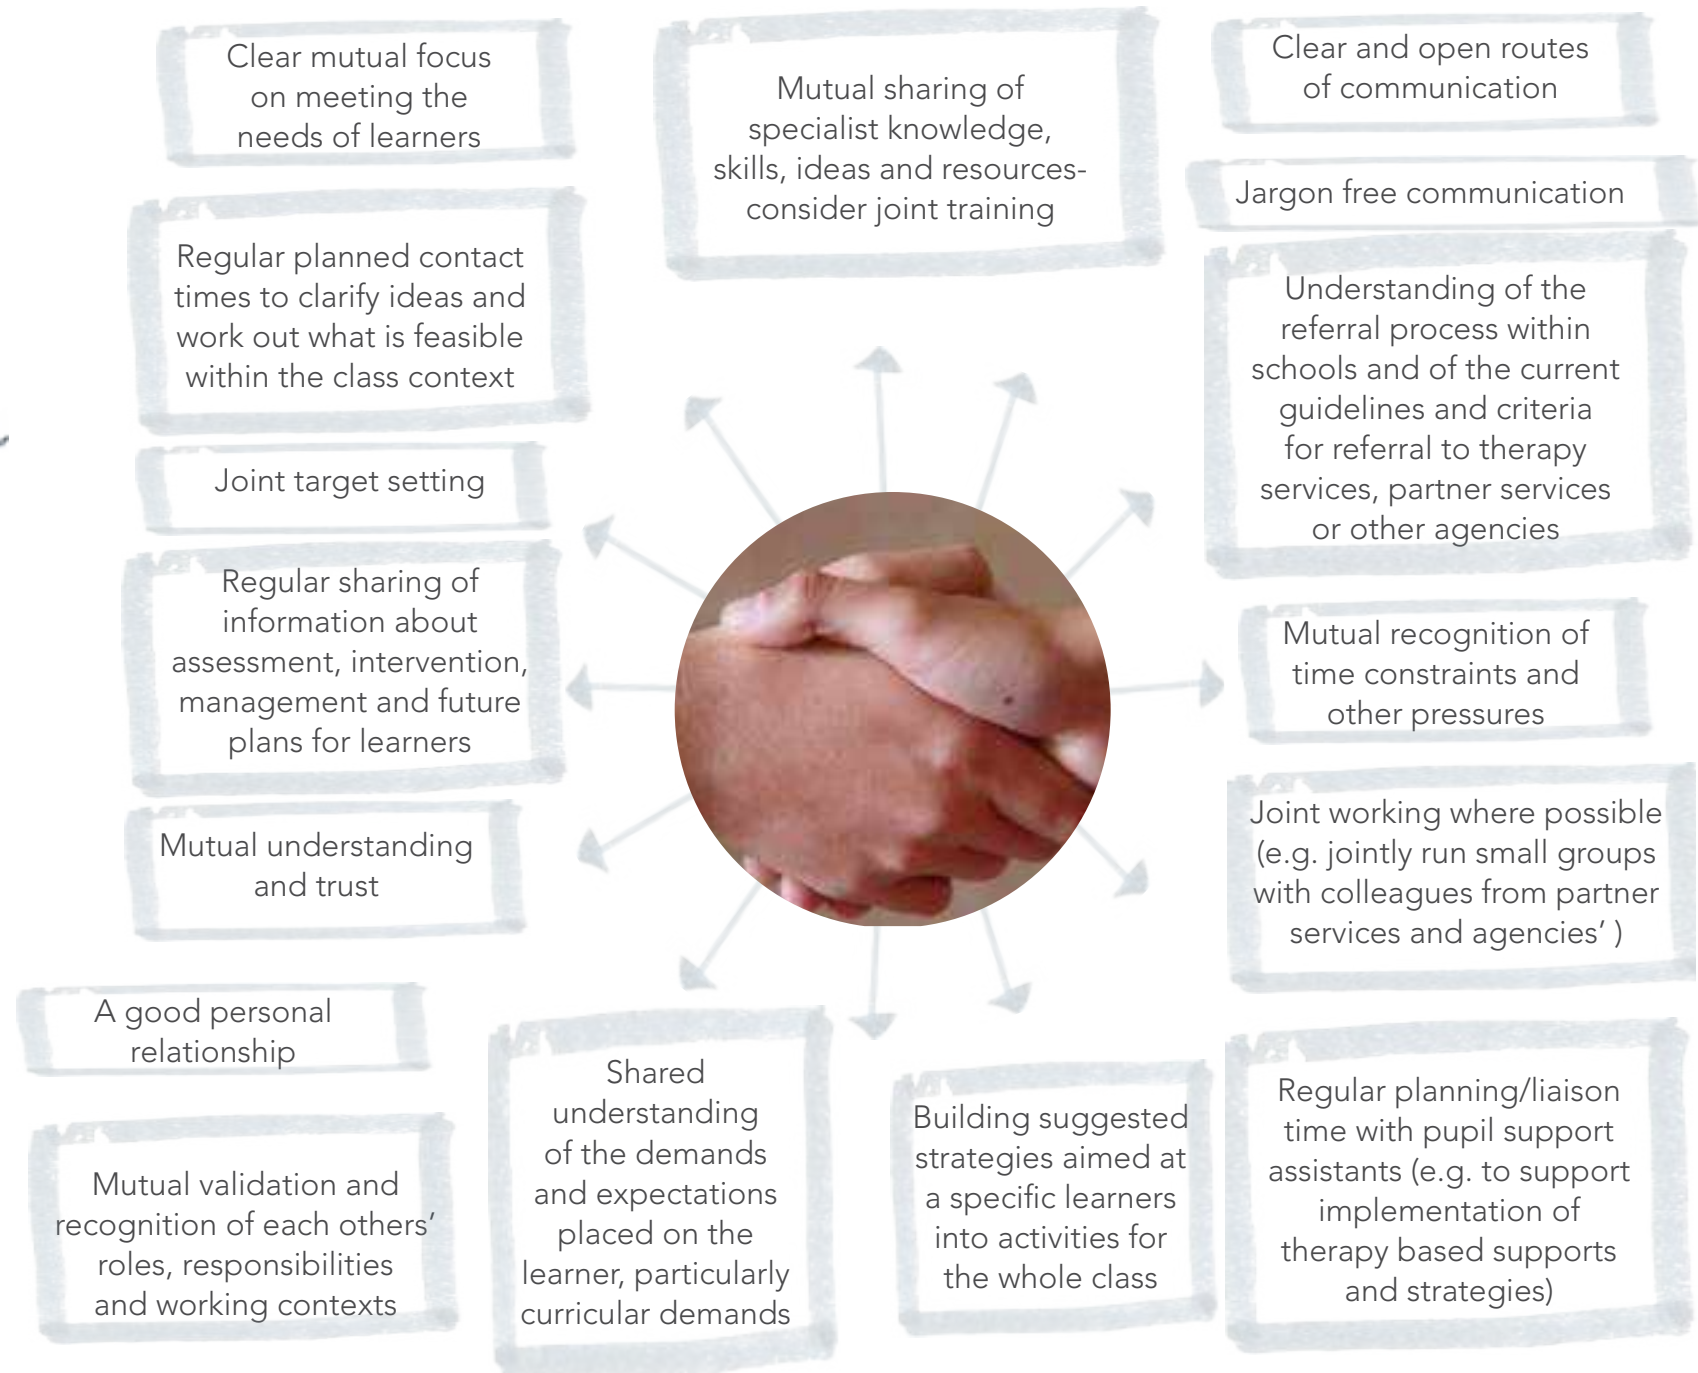 Clear mutual focus
on meeting the
needs of learners
Mutual sharing of
specialist knowledge,
skills, ideas and resources-
consider joint training
Clear and open routes
of communication
Jargon free communication
Regular planned contact
times to clarify ideas and
work out what is feasible
within the class context
Understanding of the
referral process within
schools and of the current
guidelines and criteria
for referral to therapy
services, partner services
or other agencies
Joint target setting
Regular sharing of
information about
assessment, intervention,
management and future
plans for learners
Mutual recognition of
time constraints and
other pressures
Mutual understanding
and trust
Joint working where possible
(e.g. jointly run small groups
with colleagues from partner
services and agencies’ )
A good personal
relationship
Mutual validation and
recognition of each others’
roles, responsibilities
and working contexts
Shared
understanding
of the demands
and expectations
placed on the
learner, particularly
curricular demands
Building suggested
strategies aimed at
a specific learners
into activities for
the whole class
Regular planning/liaison
time with pupil support
assistants (e.g. to support
implementation of
therapy based supports
and strategies)